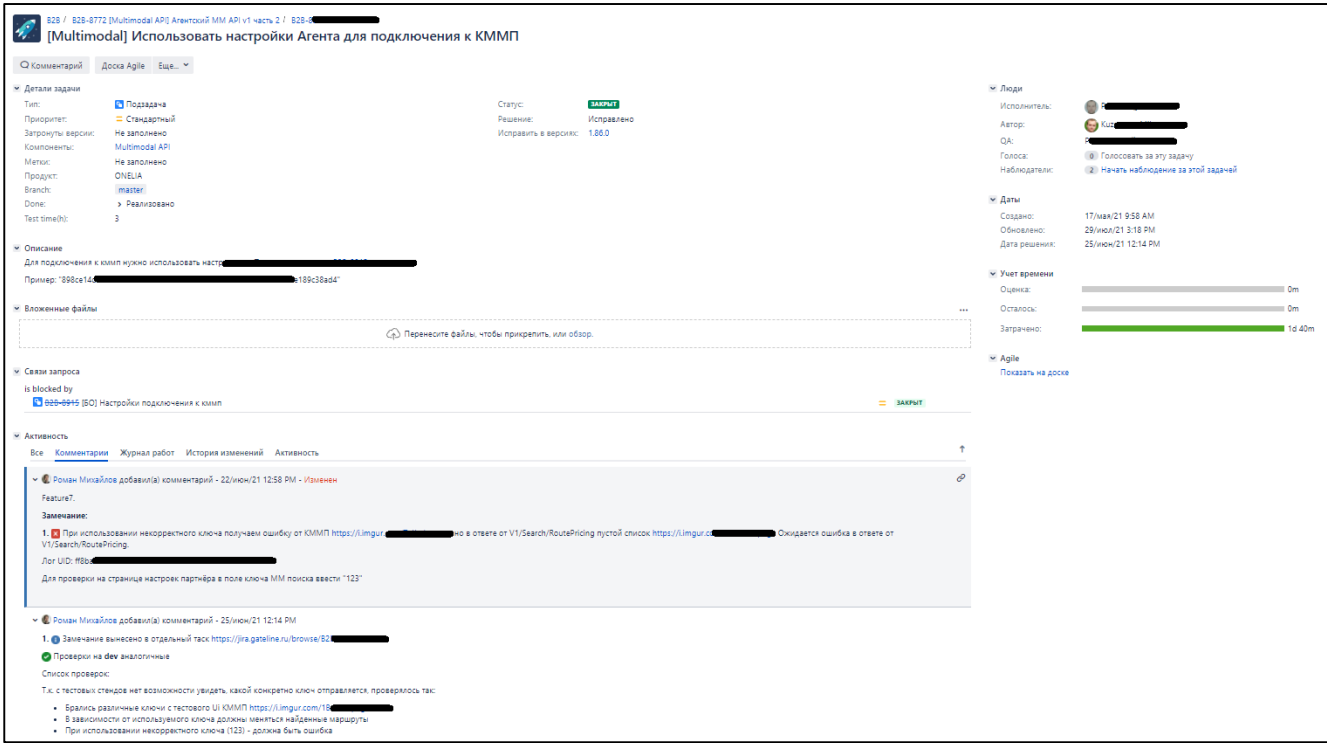 B2B / B2B-8772 [Multimodal API] Агентский ММ API v1 часть 2 / B2B-8
[Multimodal] Использовать настройки Агента для подключения к КММП
Комментарий Доска Agile Еще...
Детали задачи
Тип: Подзадача
Приоритет: Стандартный
Затронуты версии: Не заполнено
Компоненты: Multimodal API
Метки: Не заполнено
Продукт: ONELIA
Branch: master
Done: > Реализовано
Test time(h): 3
Статус: ЗАКРЫТ
Решение: Исправлено
Исправить в версиях: 1.86.0
Описание
Для подключения к кммп нужно использовать настр
Пример: "898ce14 e189c38ad4"
Вложенные файлы
...
Перенесите файлы, чтобы прикрепить, или обзор.
Связи запроса
is blocked by
B2B-8915 [БО] Настройки подключения к кммп ЗАКРЫТ
Активность
Все Комментарии Журнал работ История изменений Активность
Роман Михайлов добавил(а) комментарий - 22/июн/21 12:58 PM - Изменен
Feature7.
Замечание:
1. При использовании некорректного ключа получаем ошибку от КММП https://i.imgur. но в ответе от V1/Search/RoutePricing пустой список https://i.imgur.co Ожидается ошибка в ответе от
V1/Search/RoutePricing.
Лог UID: ff8b
Для проверки на странице настроек партнёра в поле ключа ММ поиска ввести "123"
Роман Михайлов добавил(а) комментарий - 25/июн/21 12:14 PM
1. Замечание вынесено в отдельный таск https://jira.gateline.ru/browse/B2
Проверки на dev аналогичные
Список проверок:
Т.к. с тестовых стендов нет возможности увидеть, какой конкретно ключ отправляется, проверялось так:
• Брались различные ключи с тестового Ui КММП https://i.imgur.com/18
• В зависимости от используемого ключа должны меняться найденные маршруты
• При использовании некорректного ключа (123) - должна быть ошибка
Люди
Исполнитель:
Автор: Kuz
QA:
Голоса: 0 Голосовать за эту задачу
Наблюдатели: 2 Начать наблюдение за этой задачей
Даты
Создано: 17/мая/21 9:58 AM
Обновлено: 29/июл/21 3:18 PM
Дата решения: 25/июн/21 12:14 PM
Учет времени
Оценка: 0m
Осталось: 0m
Затрачено: 1d 40m
Agile
Показать на доске